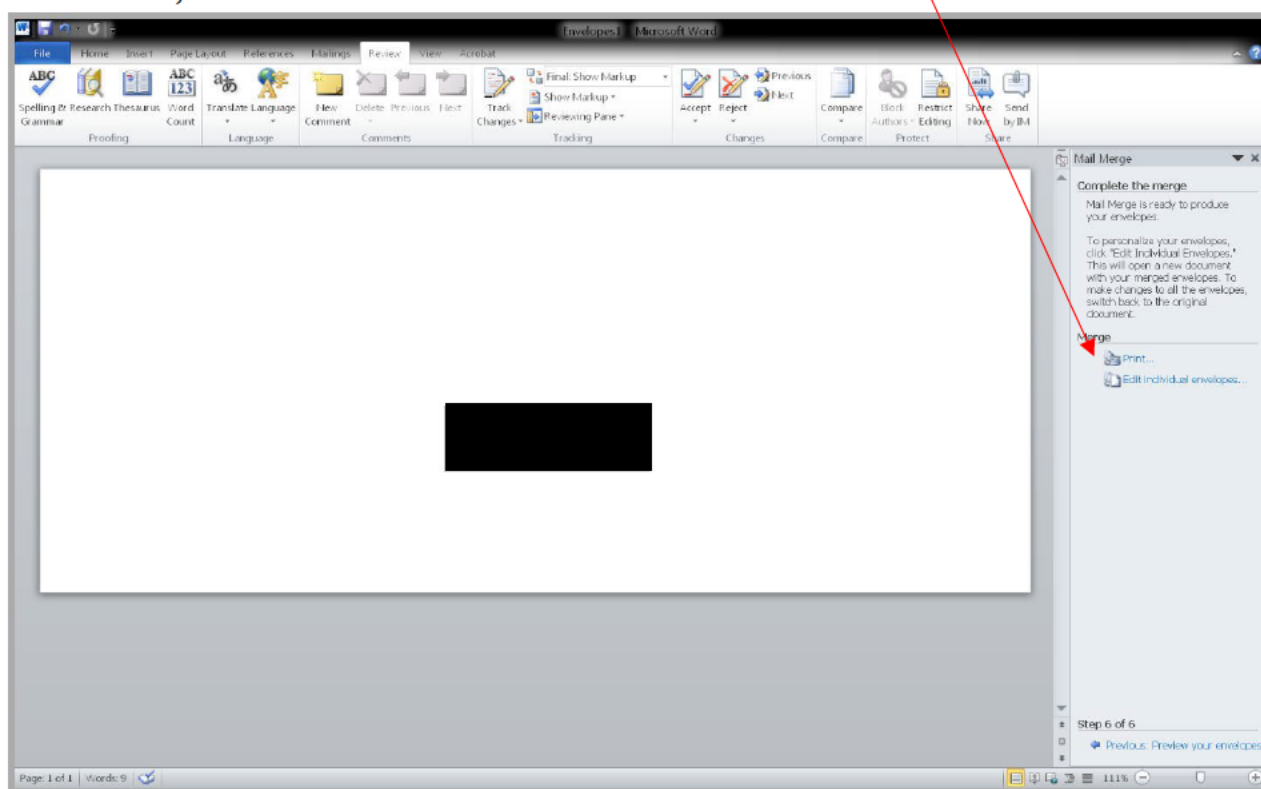 Envelopes1 Microsoft Word
File Home Insert Page Layout References Mailings Review View Acrobat
ABC
Spelling & Grammar
Research
Thesaurus
ABC
123
Word Count
Proofing
Translate
Language
Language
New Comment
Delete
Previous
Next
Comments
Track Changes
Final: Show Markup
Show Markup
Reviewing Pane
Tracking
Accept
Reject
Previous
Next
Changes
Compare
Compare
Block Authors
Restrict Editing
Protect
Share Now
Send by IM
Share
Mail Merge
Complete the merge
Mail Merge is ready to produce
your envelopes.
To personalize your envelopes,
click "Edit Individual Envelopes."
This will open a new document
with your merged envelopes. To
make changes to all the envelopes,
switch back to the original
document.
Merge
Print...
Edit individual envelopes...
Step 6 of 6
Previous: Preview your envelopes
Page: 1 of 1 Words: 9 111%